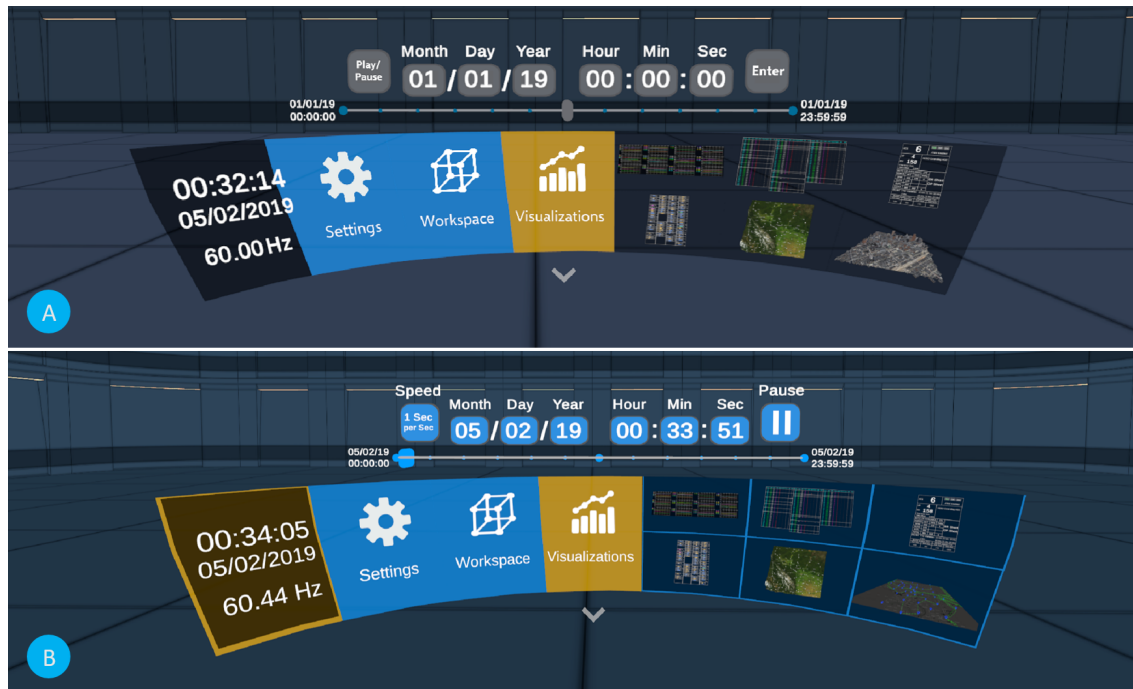 Month Day Year Hour Min Sec
Play/
Pause
01 / 01 / 19 00 : 00 : 00
Enter
01/01/19
00:00:00
01/01/19
23:59:59
00:32:14
05/02/2019
60.00 Hz
Settings
Workspace
Visualizations
6
4
158
A
Speed
Pause
Month Day Year Hour Min Sec
1 Sec
per Sec
05 / 02 / 19 00 : 33 : 51
05/02/19
00:00:00
05/02/19
23:59:59
00:34:05
05/02/2019
60.44 Hz
Settings
Workspace
Visualizations
6
4
158
B